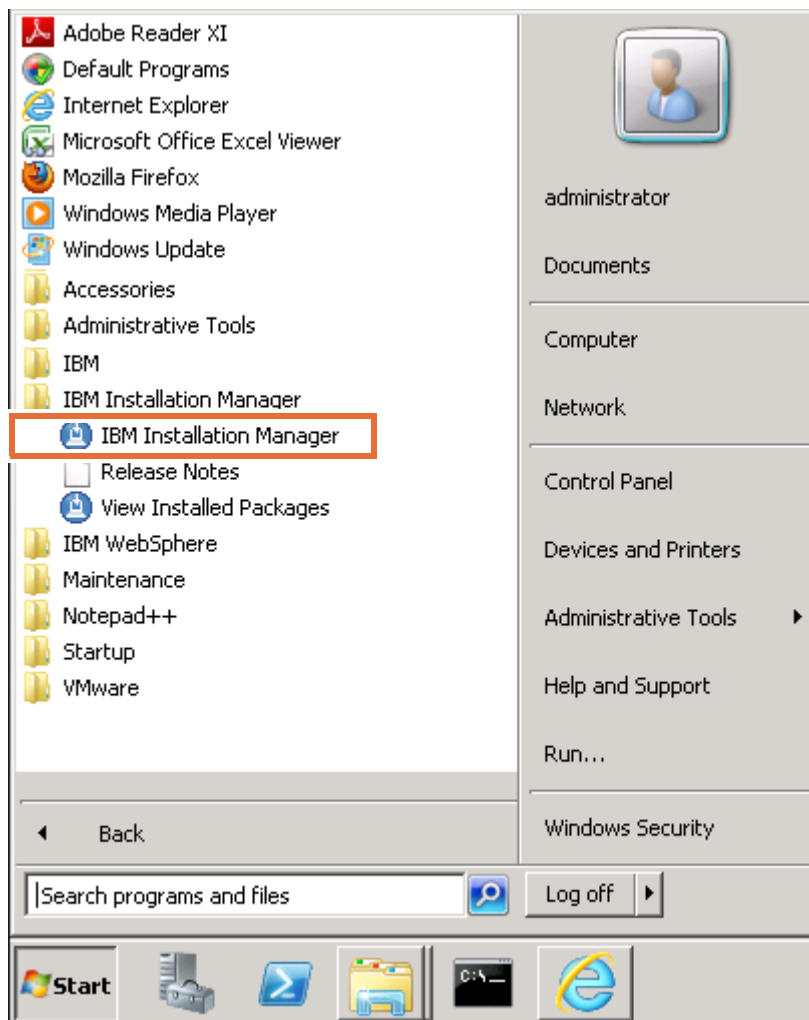 Adobe Reader XI
Default Programs
Internet Explorer
Microsoft Office Excel Viewer
Mozilla Firefox
Windows Media Player
Windows Update
Accessories
Administrative Tools
IBM
IBM Installation Manager
IBM Installation Manager
Release Notes
View Installed Packages
IBM WebSphere
Maintenance
Notepad++
Startup
VMware
Back
Search programs and files
administrator
Documents
Computer
Network
Control Panel
Devices and Printers
Administrative Tools
Help and Support
Run...
Windows Security
Log off
Start
C:\_